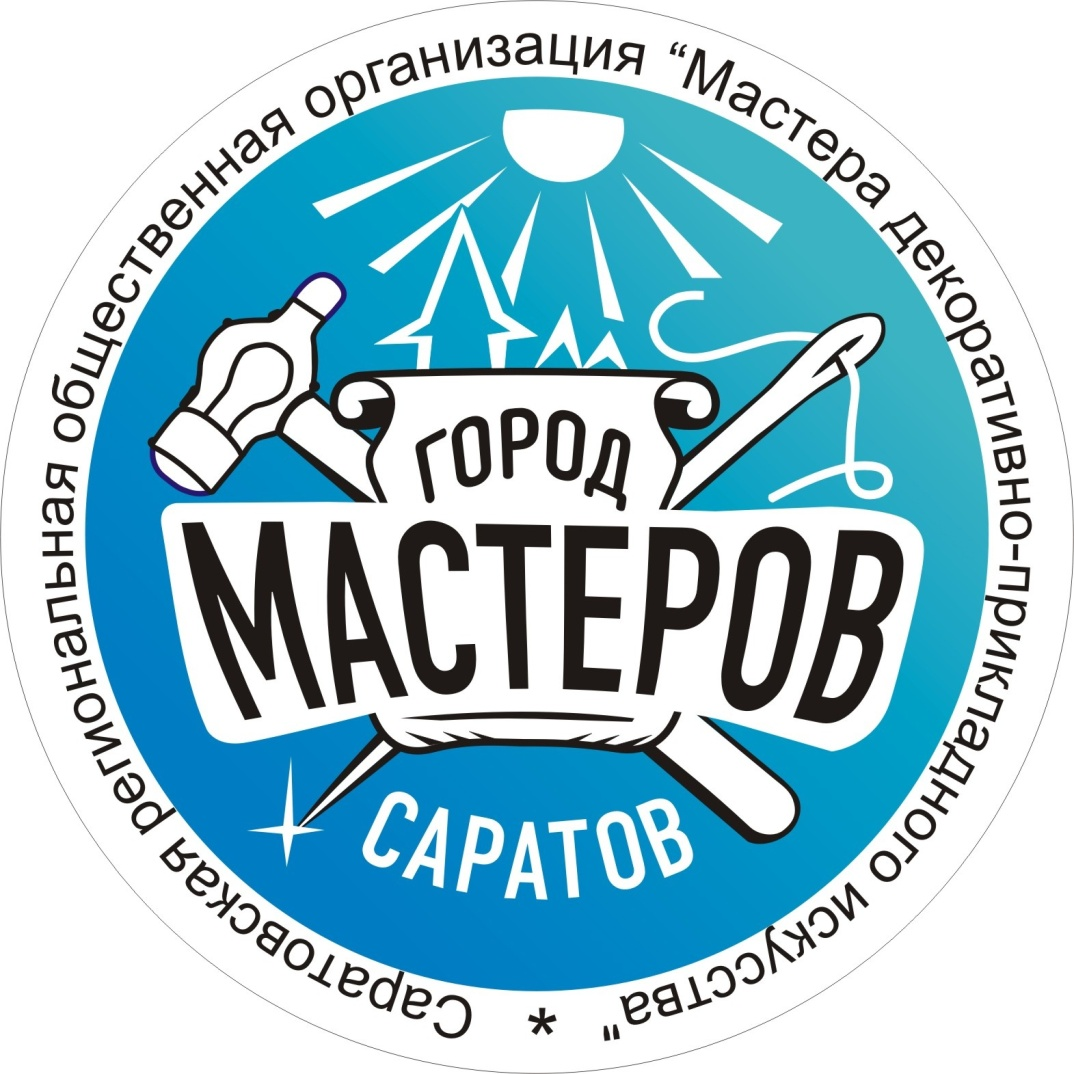 Саратовская региональная общественная организация “Мастера декоративно-прикладного искусства" *
ГОРОД
МАСТЕРОВ
САРАТОВ